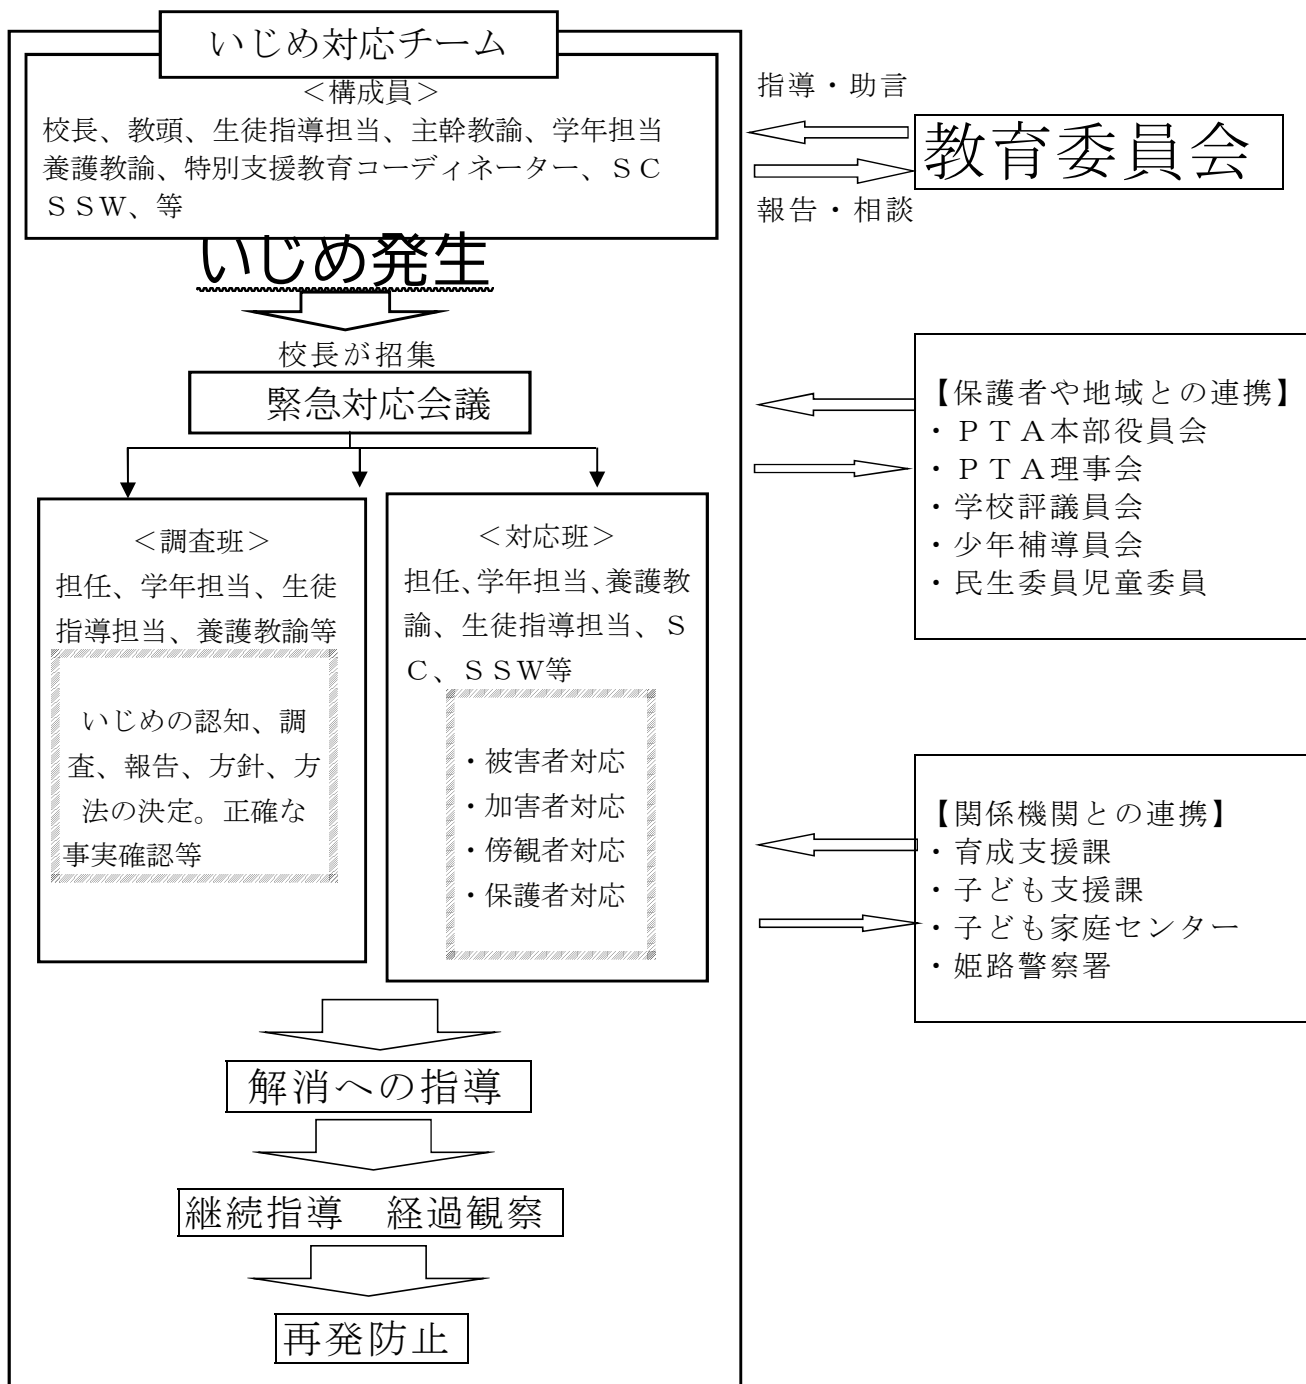 いじめ対応チーム
＜構成員＞
校長、教頭、生徒指導担当、主幹教諭、学年担当
養護教諭、特別支援教育コーディネーター、ＳＣ
ＳＳＷ、等
いじめ発生
校長が招集
緊急対応会議
＜調査班＞
担任、学年担当、生徒
指導担当、養護教諭等
いじめの認知、調
査、報告、方針、方
法の決定。正確な
事実確認等
＜対応班＞
担任、学年担当、養護教
諭、生徒指導担当、Ｓ
Ｃ、ＳＳＷ等
・被害者対応
・加害者対応
・傍観者対応
・保護者対応
解消への指導
継続指導　経過観察
再発防止
指導・助言
教育委員会
報告・相談
【保護者や地域との連携】
・ＰＴＡ本部役員会
・ＰＴＡ理事会
・学校評議員会
・少年補導員会
・民生委員児童委員
【関係機関との連携】
・育成支援課
・子ども支援課
・子ども家庭センター
・姫路警察署